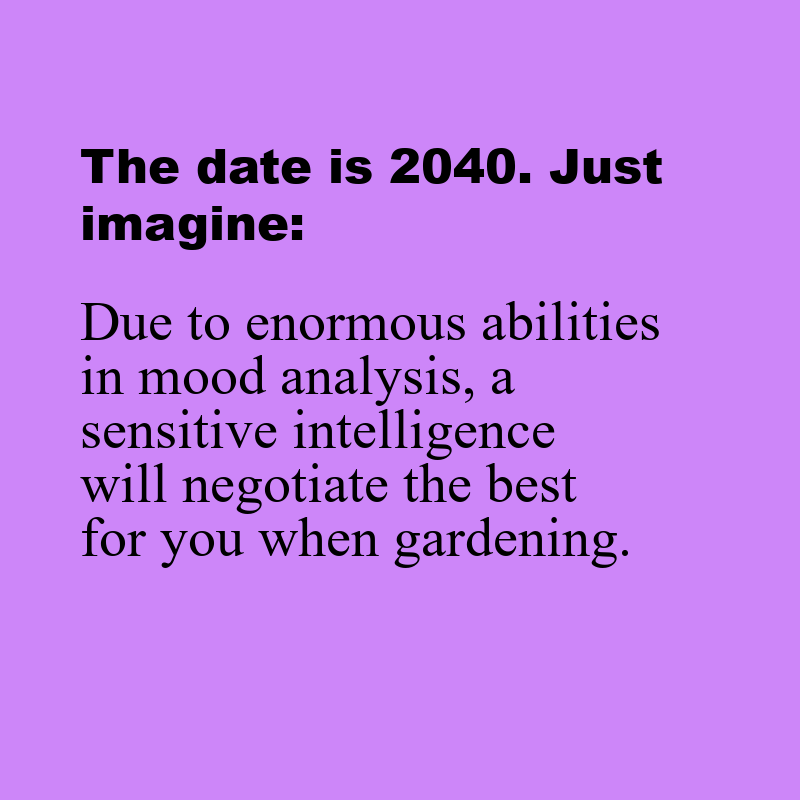 The date is 2040. Just
imagine:
Due to enormous abilities
in mood analysis, a
sensitive intelligence
will negotiate the best
for you when gardening.